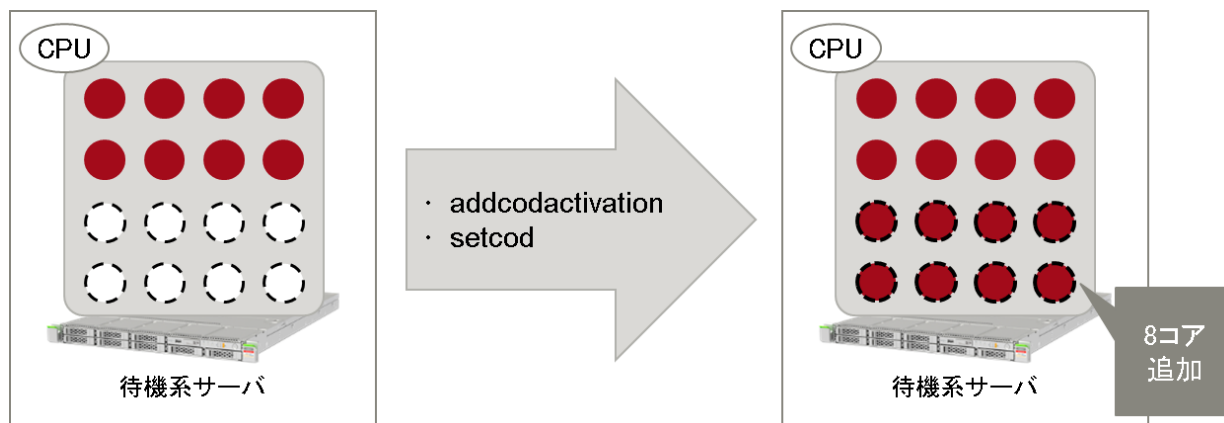 CPU
待機系サーバ
・ addcodactivation
・ setcod
CPU
待機系サーバ
8コア
追加